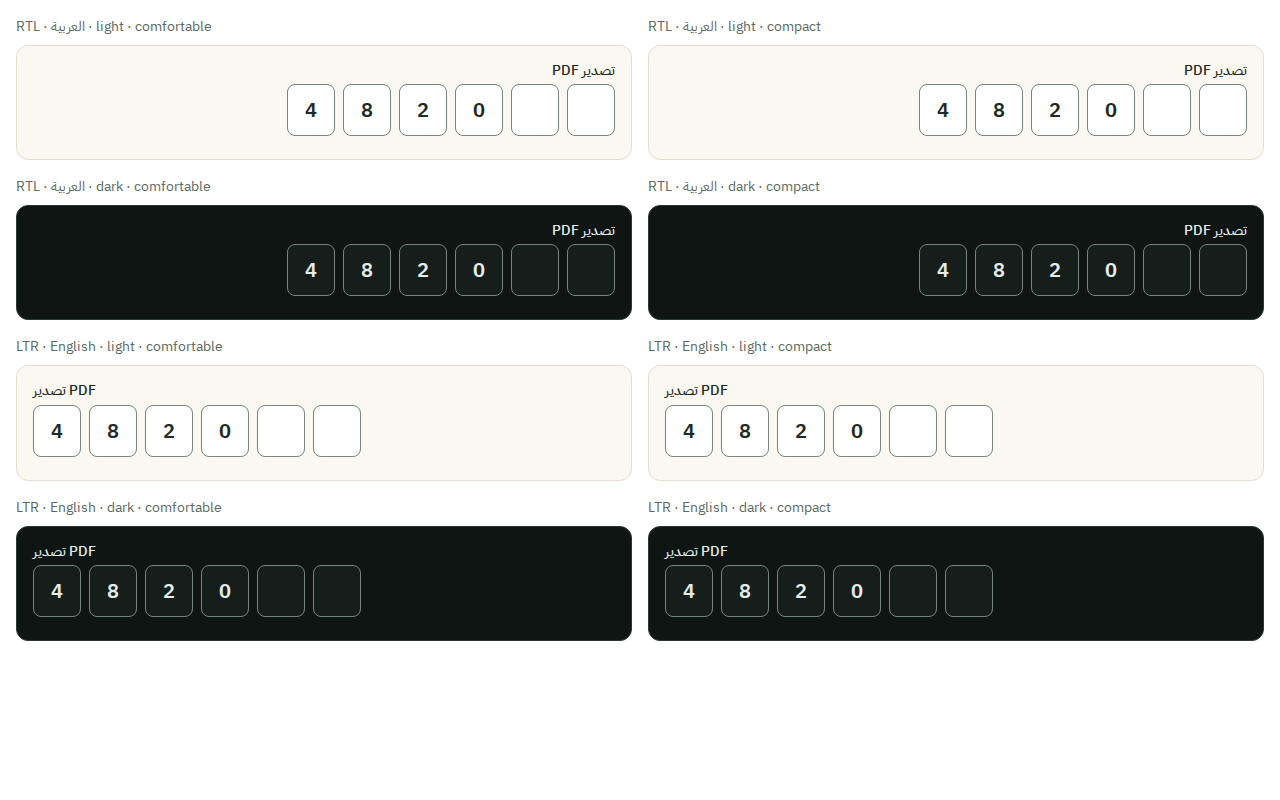 RTL · العربية · light · comfortable
تصدير PDF
4 8 2 0
RTL · العربية · light · compact
تصدير PDF
4 8 2 0
RTL · العربية · dark · comfortable
تصدير PDF
4 8 2 0
RTL · العربية · dark · compact
تصدير PDF
4 8 2 0
LTR · English · light · comfortable
تصدير PDF
4 8 2 0
LTR · English · light · compact
تصدير PDF
4 8 2 0
LTR · English · dark · comfortable
تصدير PDF
4 8 2 0
LTR · English · dark · compact
تصدير PDF
4 8 2 0